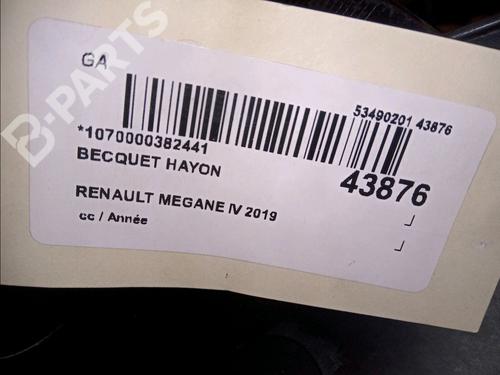 GA
B-PARTS
53490201 43876
*1070000382441
BECQUET HAYON
43876
RENAULT MEGANE IV 2019
cc / Année